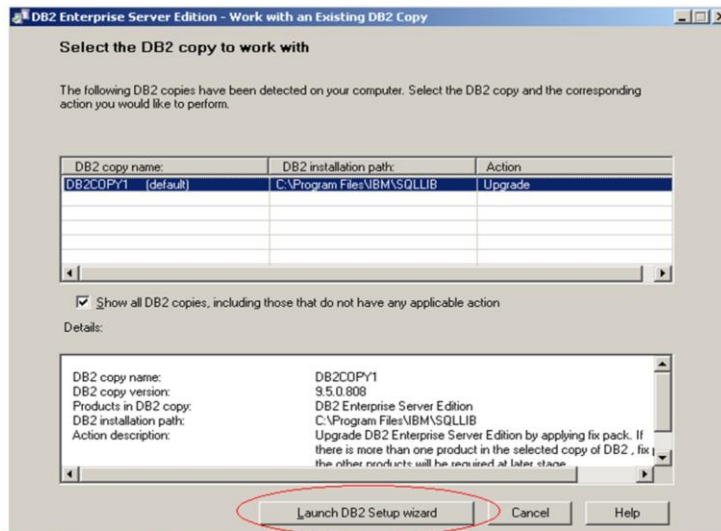 DB2 Enterprise Server Edition - Work with an Existing DB2 Copy
Select the DB2 copy to work with
The following DB2 copies have been detected on your computer. Select the DB2 copy and the corresponding
action you would like to perform.
DB2 copy name: DB2 installation path: Action
DB2COPY1 (default) C:\Program Files\IBM\SQLLIB Upgrade
Show all DB2 copies, including those that do not have any applicable action
Details:
DB2 copy name: DB2COPY1
DB2 copy version: 9.5.0.808
Products in DB2 copy: DB2 Enterprise Server Edition
DB2 installation path: C:\Program Files\IBM\SQLLIB
Action description: Upgrade DB2 Enterprise Server Edition by applying fix pack. If
there is more than one product in the selected copy of DB2 , fix
the other products will be required at later stage
Launch DB2 Setup wizard Cancel Help